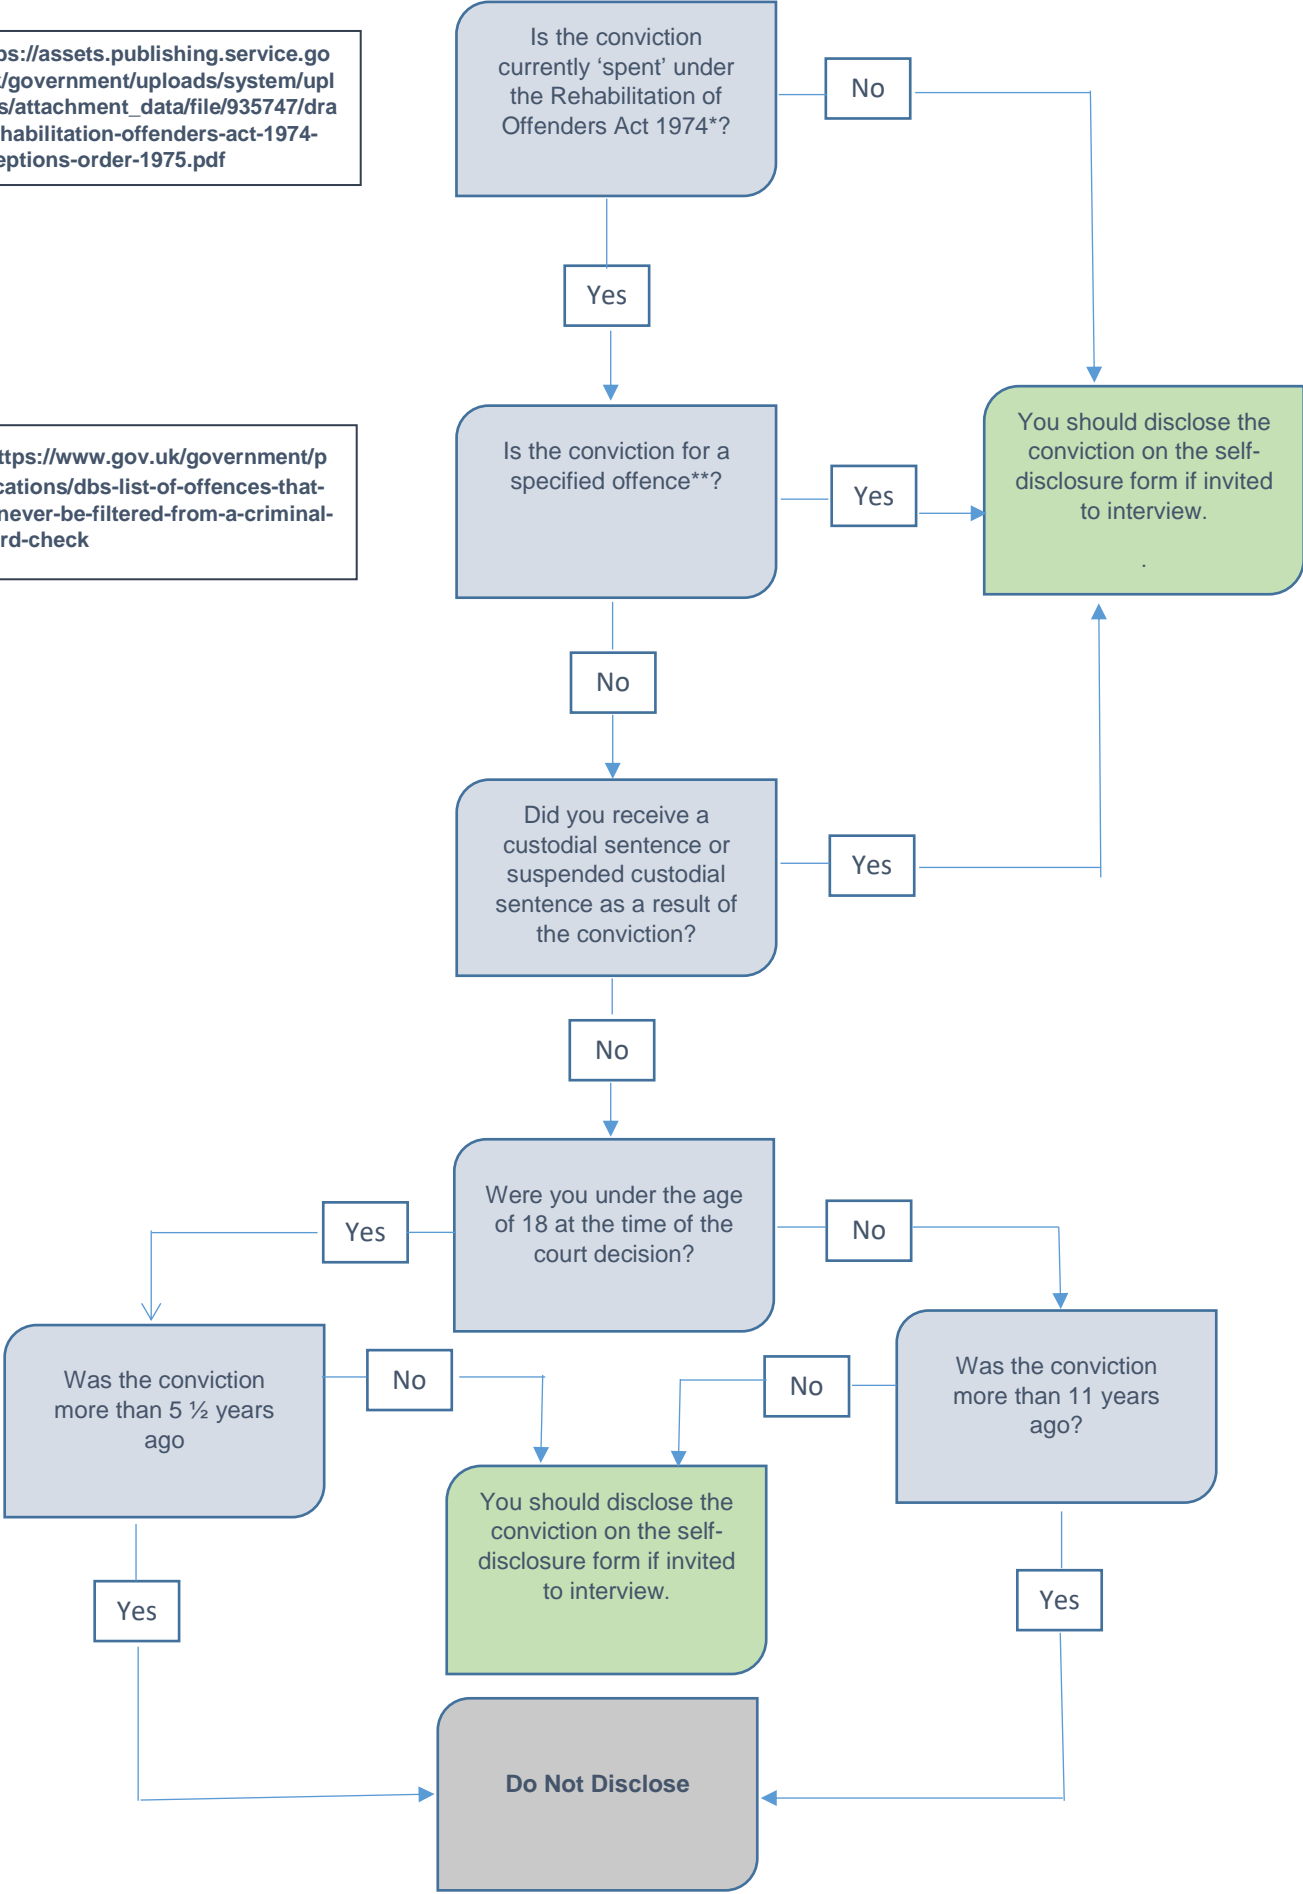 Is the conviction
currently ‘spent’ under
the Rehabilitation of
Offenders Act 1974*?
No
ps://assets.publishing.service.go
/government/uploads/system/upl
s/attachment_data/file/935747/dra
habilitation-offenders-act-1974-
eptions-order-1975.pdf
Yes
Is the conviction for a
specified offence**?
Yes
You should disclose the
conviction on the self-
disclosure form if invited
to interview.
.
ttps://www.gov.uk/government/p
cations/dbs-list-of-offences-that-
never-be-filtered-from-a-criminal-
rd-check
No
Did you receive a
custodial sentence or
suspended custodial
sentence as a result of
the conviction?
Yes
No
Were you under the age
of 18 at the time of the
court decision?
Yes
No
Was the conviction
more than 5 ½ years
ago
No
No
Was the conviction
more than 11 years
ago?
You should disclose the
conviction on the self-
disclosure form if invited
to interview.
Yes
Yes
Do Not Disclose